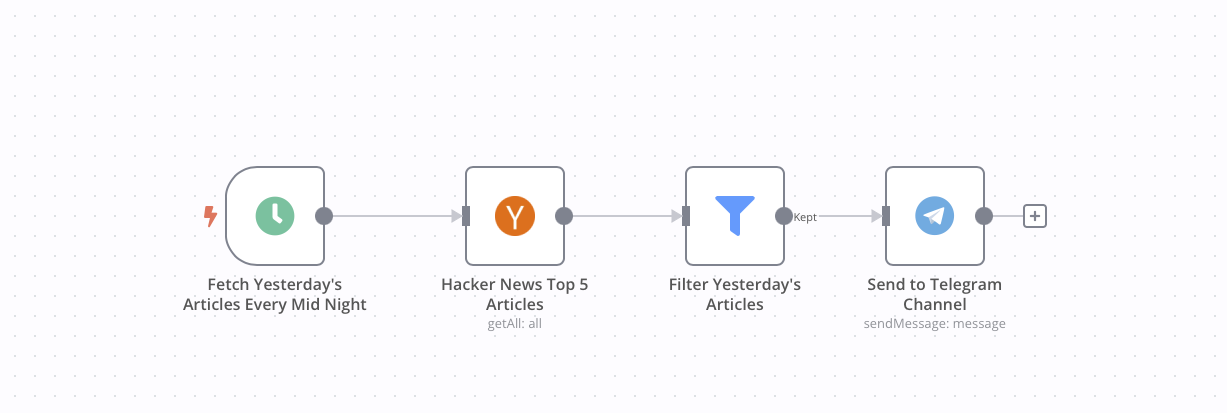 Kept
Fetch Yesterday's
Articles Every Mid Night
Hacker News Top 5
Articles
getAll: all
Filter Yesterday's
Articles
Send to Telegram
Channel
sendMessage: message